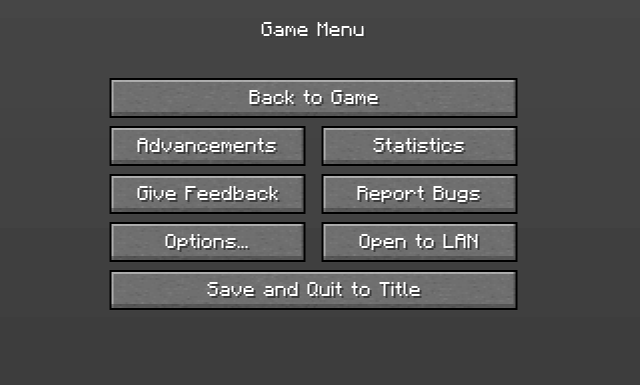 Game Menu
Back to Game
Advancements
Statistics
Give Feedback
Report Bugs
Options...
Open to LAN
Save and Quit to Title